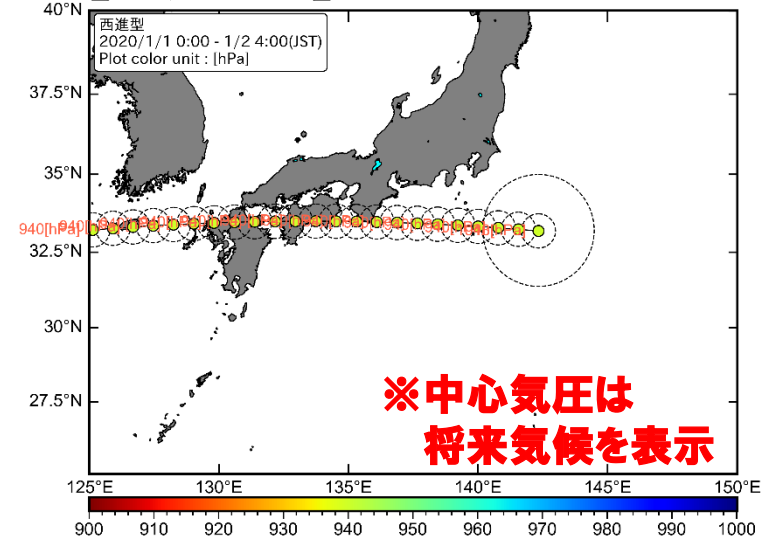 40°N
西進型
2020/1/1 0:00 - 1/2 4:00(JST)
Plot color unit : [hPa]
37.5°N
35°N
940[hPa]
32.5°N
30°N
27.5°N
※中心気圧は
将来気候を表示
125°E 130°E 135°E 140°E 145°E 150°E
900 910 920 930 940 950 960 970 980 990 1000